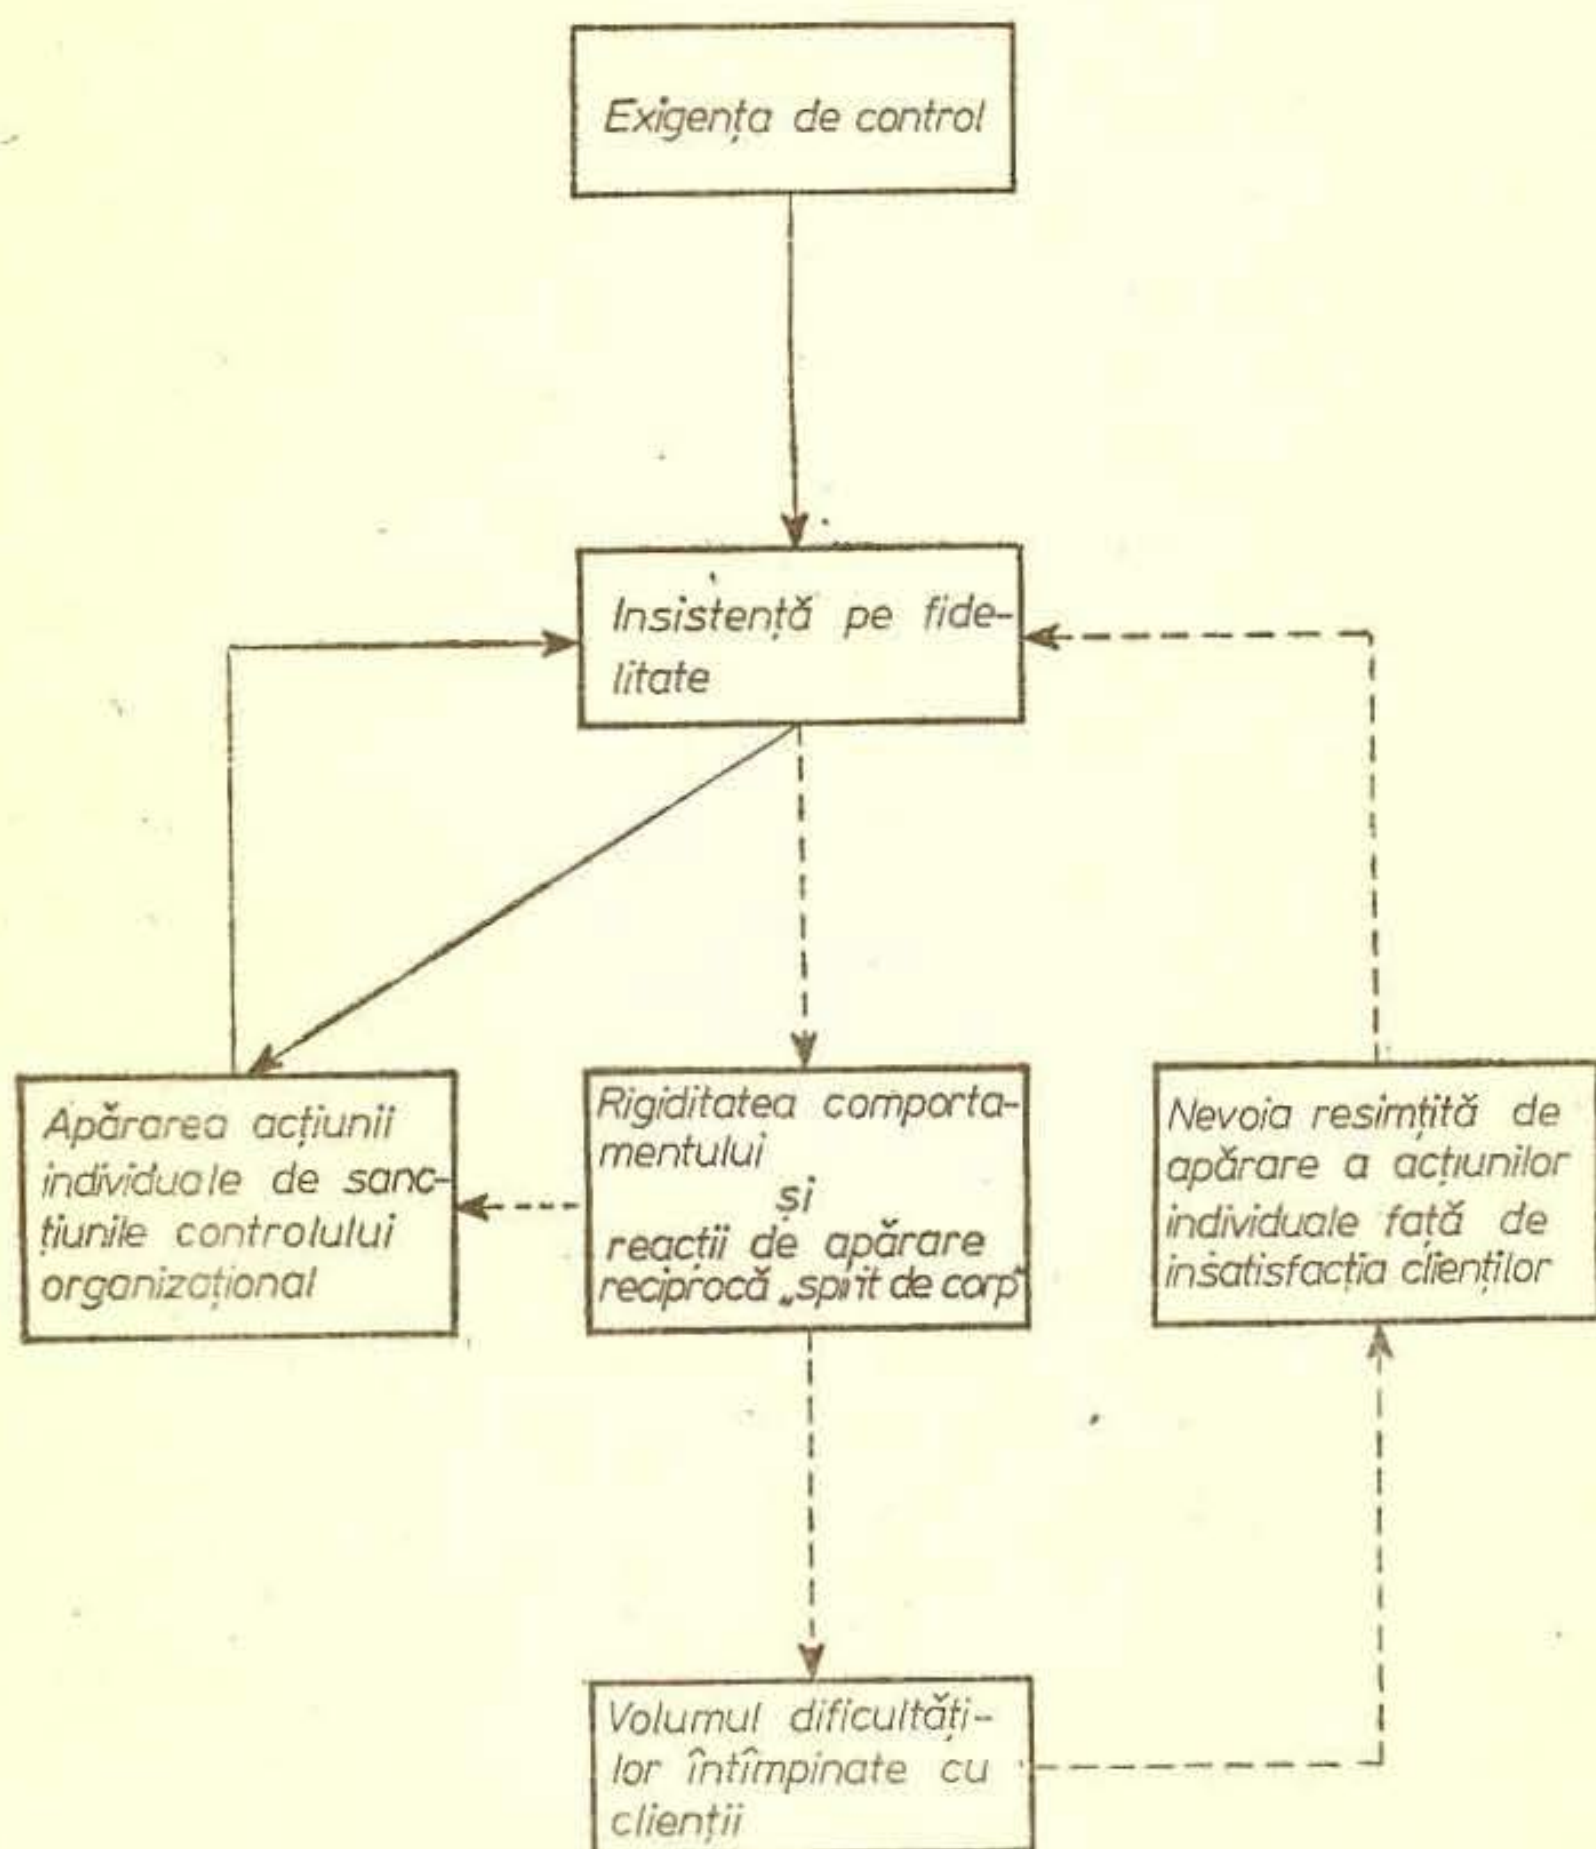 Exigența de control
Insistență pe fide-
litate
Apărarea acțiunii
individuale de sanc-
țiunile controlului
organizațional
Rigiditatea comporta-
mentului
și
reacții de apărare
reciprocă „spirit de corp”
Nevoia resimțită de
apărare a acțiunilor
individuale față de
insatisfacția clienților
Volumul dificultăți-
lor întîmpinate cu
clienții